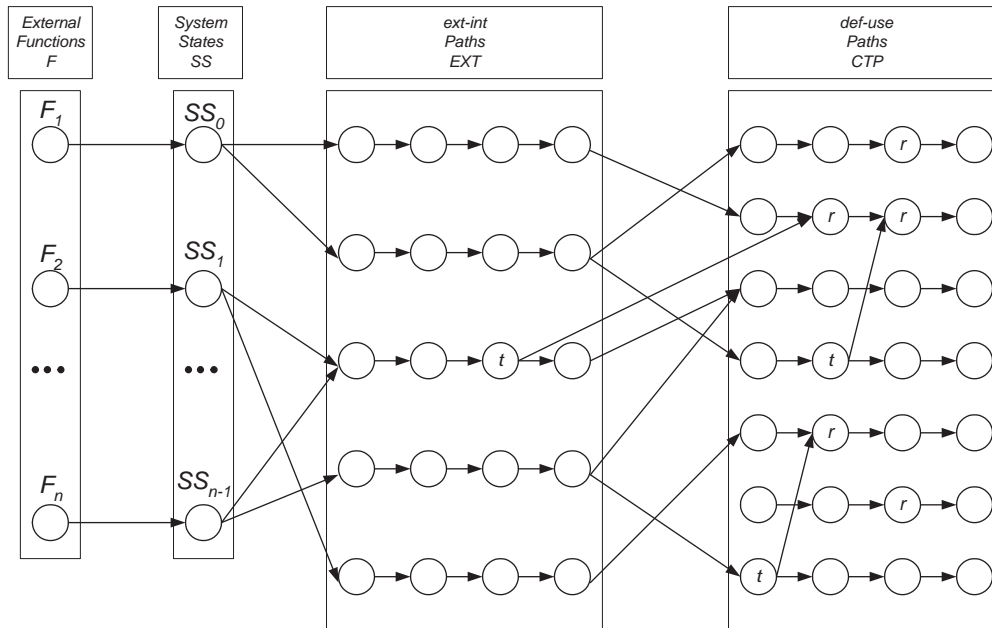 External
Functions
F
System
States
SS
ext-int
Paths
EXT
def-use
Paths
CTP
F1
SS0
r
r
r
F2
SS1
...
...
t
t
r
Fn
SSn-1
r
t